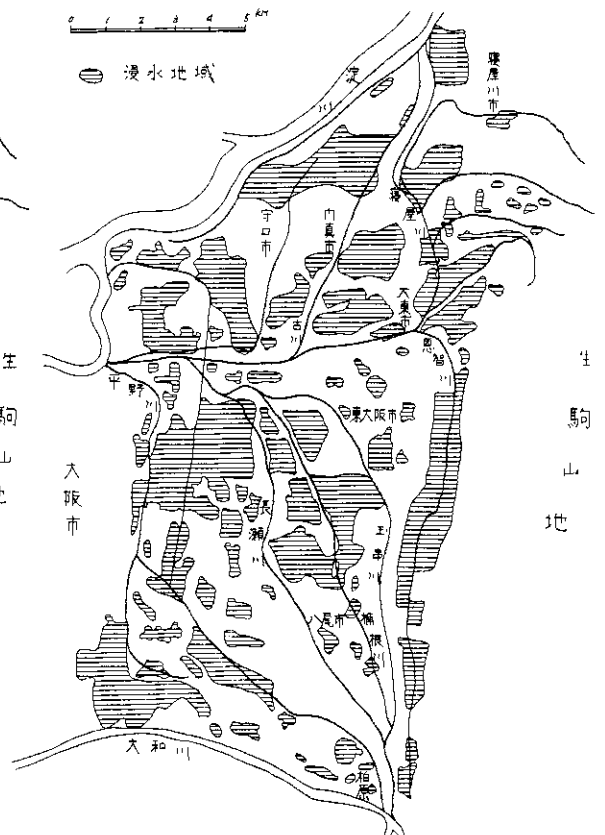 0 1 2 3 4 5 km
浸水地域
淀川
寝屋川市
守口市
門真市
寝屋川
大東市
古川
恩智川
平野川
東大阪市
生駒山地
生駒山地
大阪市
長瀬川
玉串川
八尾市
楠根川
大和川
柏原